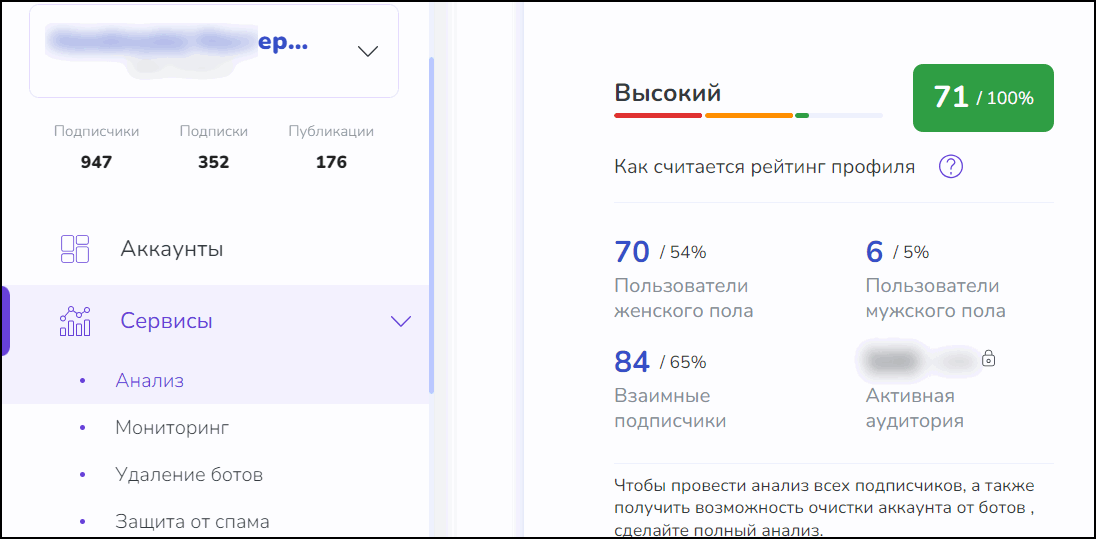 ер...
Подписчики Подписки Публикации
947 352 176
Аккаунты
Сервисы
Анализ
Мониторинг
Удаление ботов
Защита от спама
Высокий
71 / 100%
Как считается рейтинг профиля ?
70 / 54%
Пользователи
женского пола
6 / 5%
Пользователи
мужского пола
84 / 65%
Взаимные
подписчики
Активная
аудитория
Чтобы провести анализ всех подписчиков, а также
получить возможность очистки аккаунта от ботов ,
сделайте полный анализ.